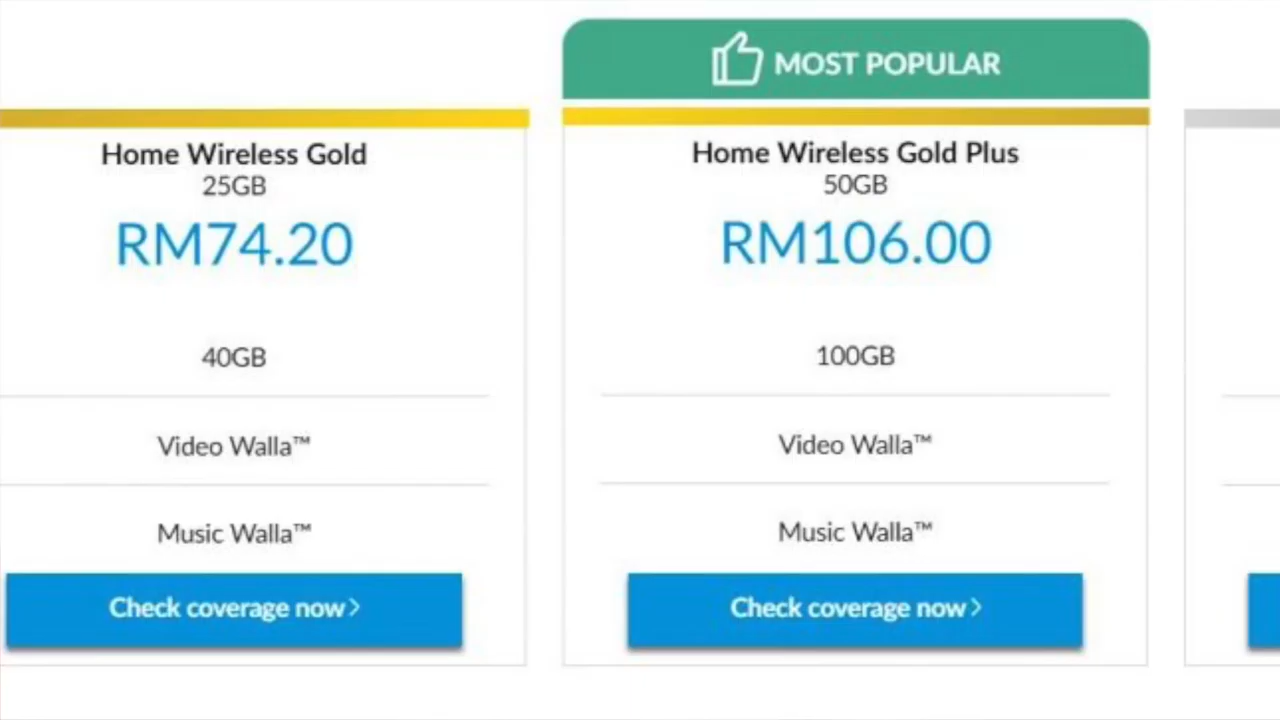 MOST POPULAR
Home Wireless Gold
25GB
RM74.20
40GB
Video Walla™
Music Walla™
Check coverage now
Home Wireless Gold Plus
50GB
RM106.00
100GB
Video Walla™
Music Walla™
Check coverage now